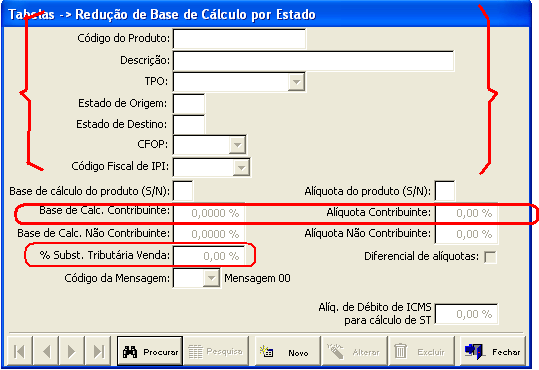 Tabelas -> Redução de Base de Cálculo por Estado
Código do Produto:
Descrição:
TPO:
Estado de Origem:
Estado de Destino:
CFOP:
Código Fiscal de IPI:
Base de cálculo do produto (S/N): Alíquota do produto (S/N):
Base de Calc. Contribuinte: 0,0000 % Alíquota Contribuinte: 0,00 %
Base de Calc. Não Contribuinte: 0,0000 % Alíquota Não Contribuinte: 0,00 %
% Subst. Tributária Venda: 0,00 % Diferencial de alíquotas:
Código da Mensagem: Mensagem 00
Alíq. de Débito de ICMS
para cálculo de ST 0,00 %
Procurar Pesquisa Novo Alterar Excluir Fechar